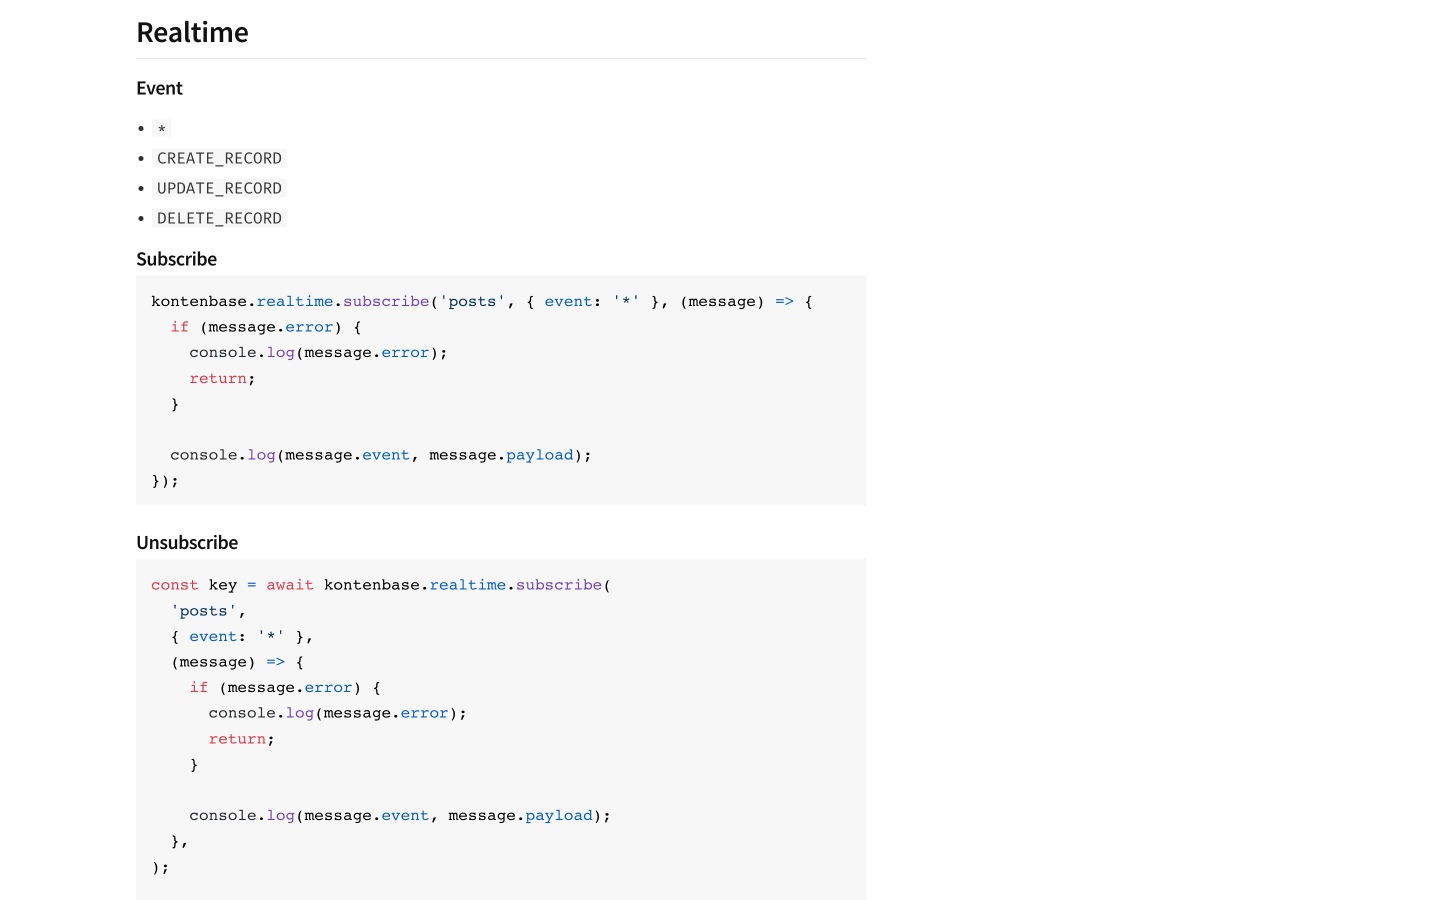 Realtime
Event
• *
• CREATE_RECORD
• UPDATE_RECORD
• DELETE_RECORD
Subscribe
kontenbase.realtime.subscribe('posts', { event: '*' }, (message) => {
  if (message.error) {
    console.log(message.error);
    return;
  }

  console.log(message.event, message.payload);
});
Unsubscribe
const key = await kontenbase.realtime.subscribe(
  'posts',
  { event: '*' },
  (message) => {
    if (message.error) {
      console.log(message.error);
      return;
    }

    console.log(message.event, message.payload);
  },
);